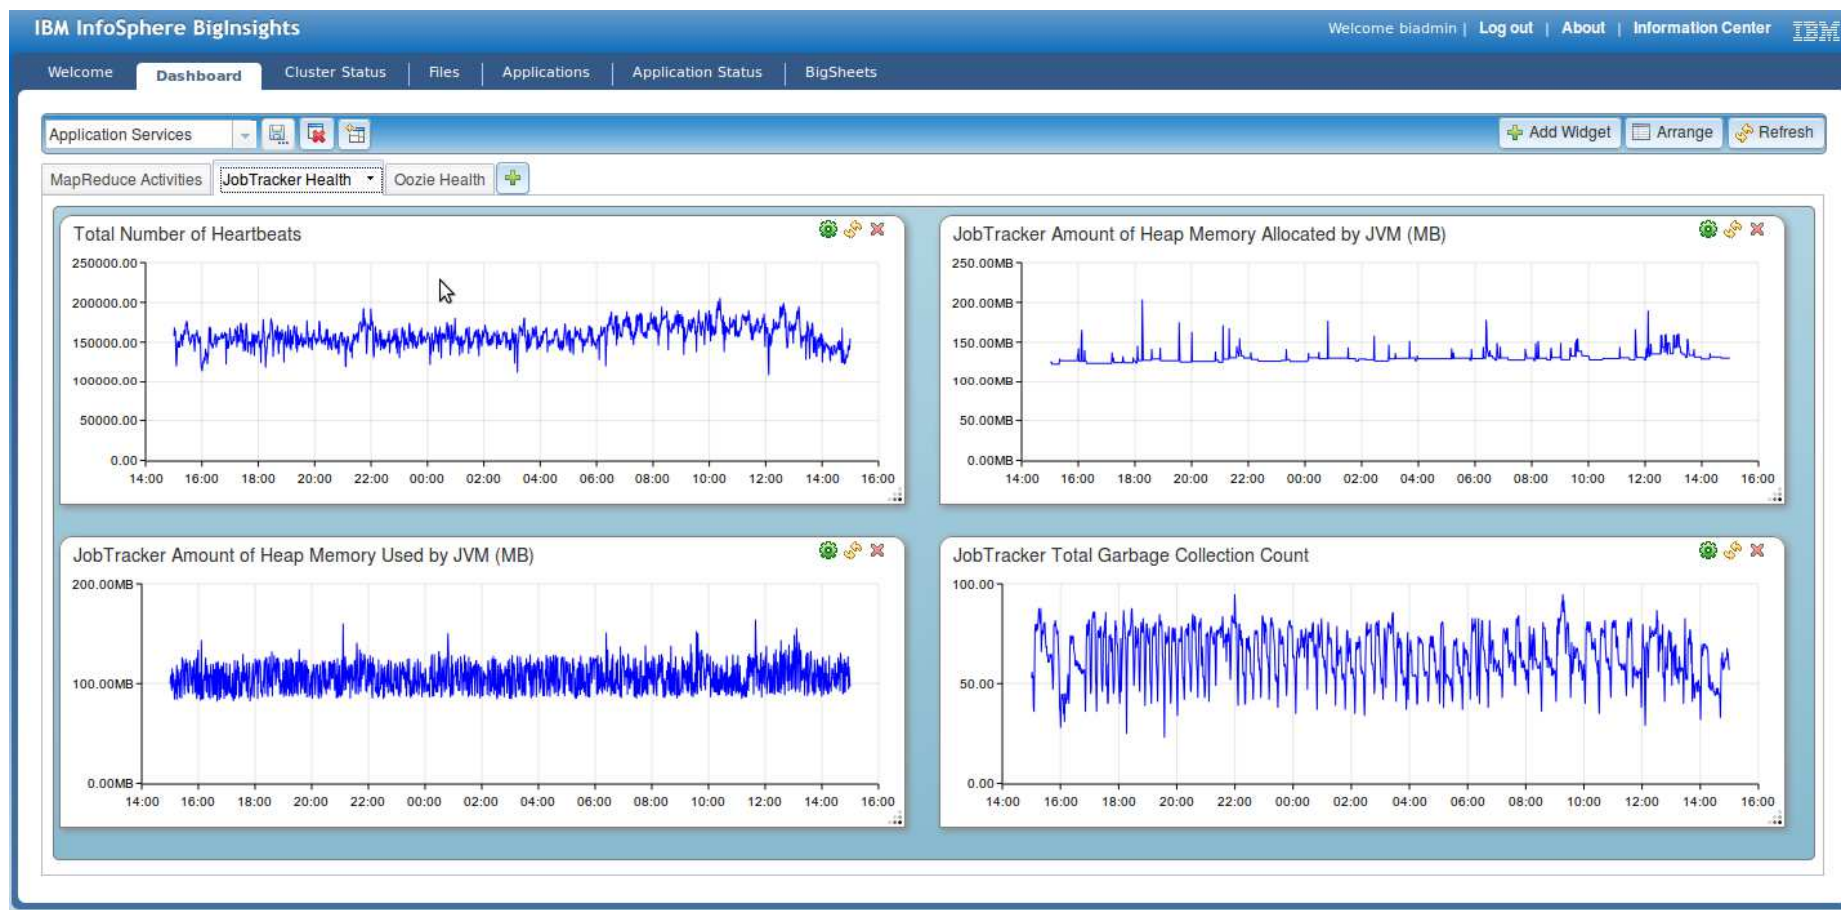 IBM InfoSphere BigInsights
Welcome biadmin | Log out | About | Information Center IBM
Welcome Dashboard Cluster Status Files Applications Application Status BigSheets
Application Services Add Widget Arrange Refresh
MapReduce Activities JobTracker Health Oozie Health
Total Number of Heartbeats
250000.00
200000.00
150000.00
100000.00
50000.00
0.00
14:00 16:00 18:00 20:00 22:00 00:00 02:00 04:00 06:00 08:00 10:00 12:00 14:00 16:00
JobTracker Amount of Heap Memory Allocated by JVM (MB)
250.00MB
200.00MB
150.00MB
100.00MB
50.00MB
0.00MB
14:00 16:00 18:00 20:00 22:00 00:00 02:00 04:00 06:00 08:00 10:00 12:00 14:00 16:00
JobTracker Amount of Heap Memory Used by JVM (MB)
200.00MB
100.00MB
0.00MB
14:00 16:00 18:00 20:00 22:00 00:00 02:00 04:00 06:00 08:00 10:00 12:00 14:00 16:00
JobTracker Total Garbage Collection Count
100.00
50.00
0.00
14:00 16:00 18:00 20:00 22:00 00:00 02:00 04:00 06:00 08:00 10:00 12:00 14:00 16:00